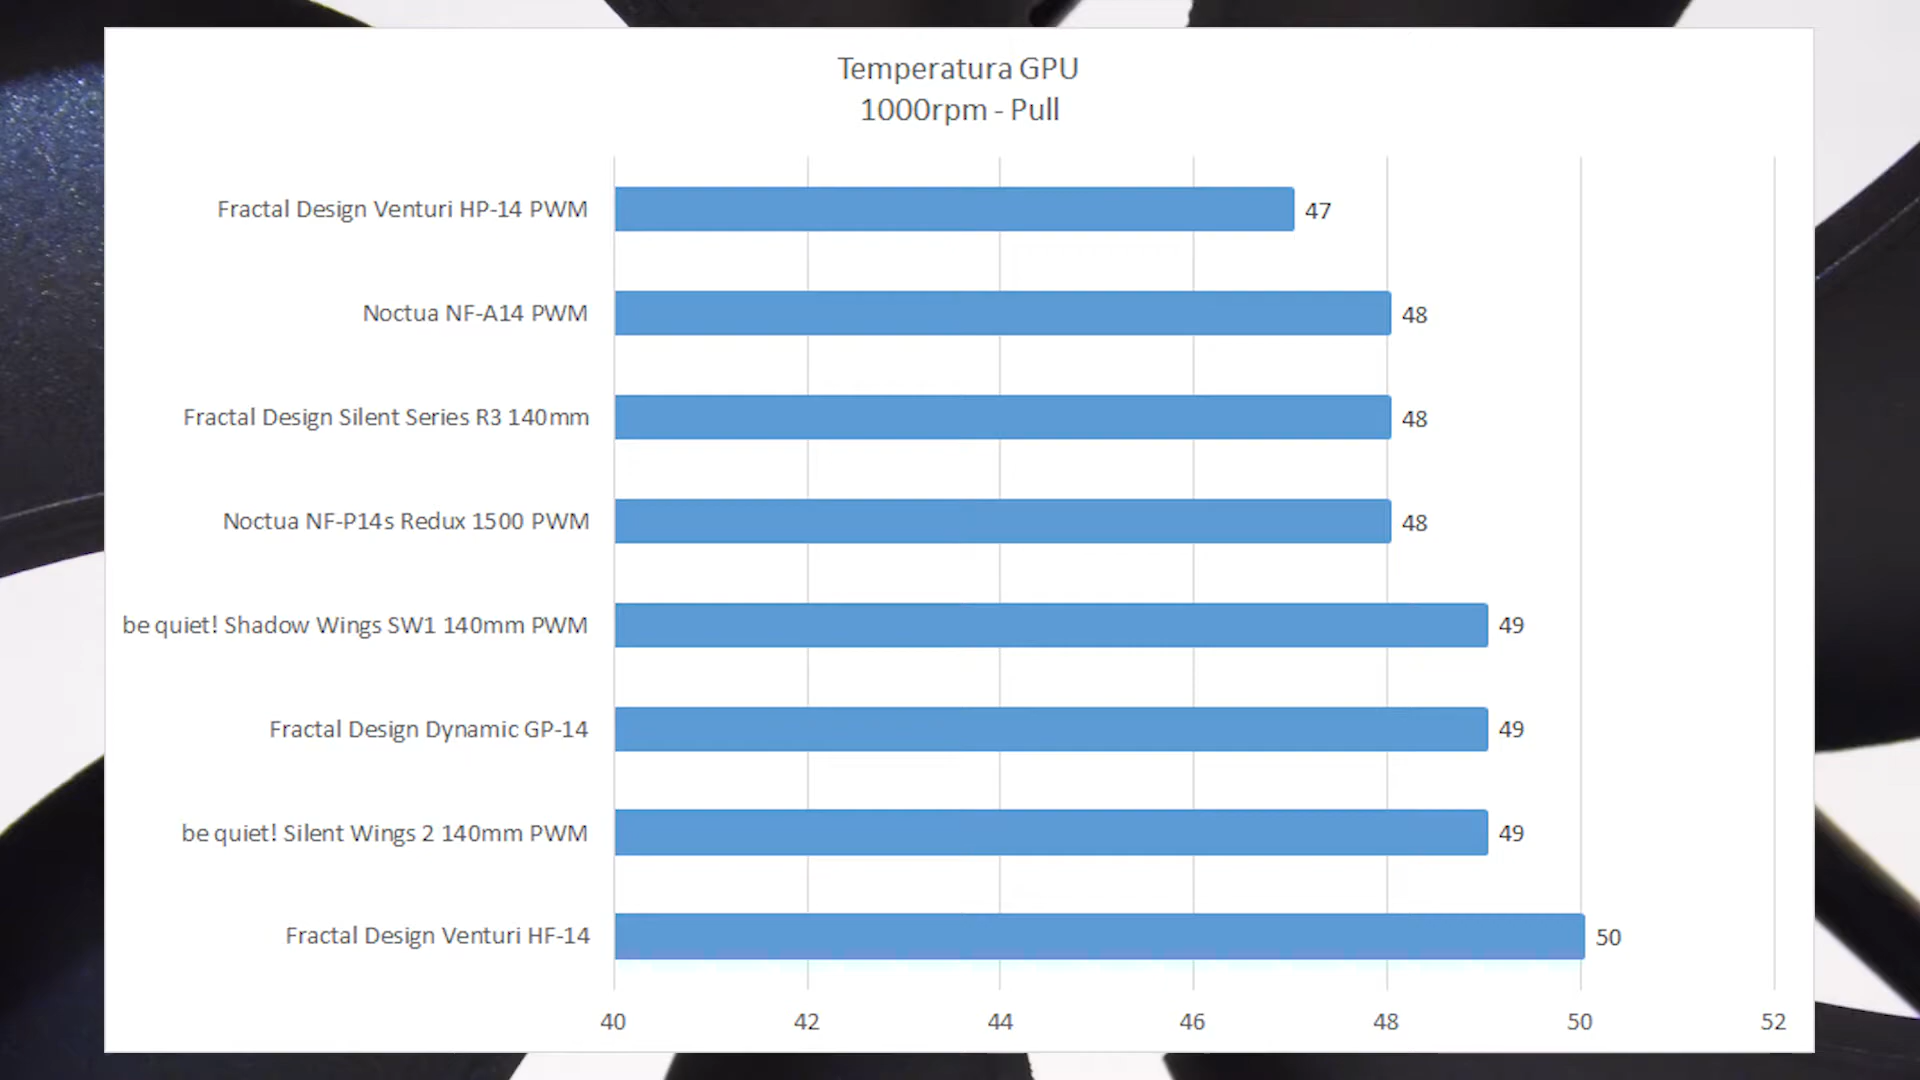 Temperatura GPU
1000rpm - Pull
Fractal Design Venturi HP-14 PWM 47
Noctua NF-A14 PWM 48
Fractal Design Silent Series R3 140mm 48
Noctua NF-P14s Redux 1500 PWM 48
be quiet! Shadow Wings SW1 140mm PWM 49
Fractal Design Dynamic GP-14 49
be quiet! Silent Wings 2 140mm PWM 49
Fractal Design Venturi HF-14 50
40 42 44 46 48 50 52